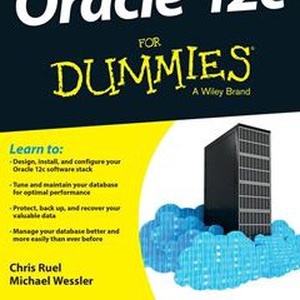 Oracle 12c
FOR
DUMMIES®
A Wiley Brand
Learn to:
• Design, install, and configure your
Oracle 12c software stack
• Tune and maintain your database
for optimal performance
• Protect, back up, and recover your
valuable data
• Manage your database better and
more easily than ever before
Chris Ruel
Michael Wessler